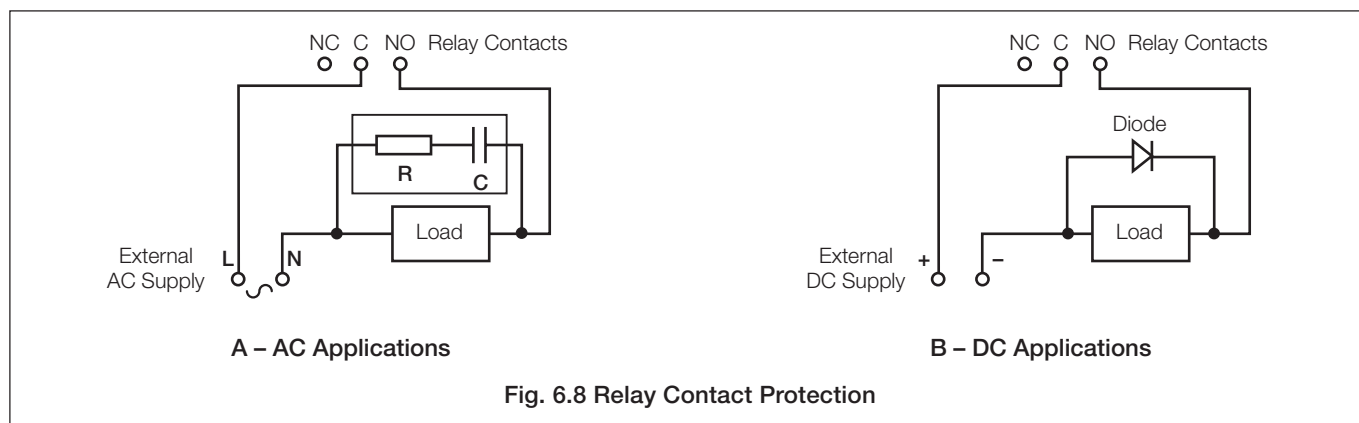 NC C NO Relay Contacts
R
C
Load
External
AC Supply
L
N
A – AC Applications
NC C NO Relay Contacts
Diode
Load
External
DC Supply
+
–
B – DC Applications
Fig. 6.8 Relay Contact Protection